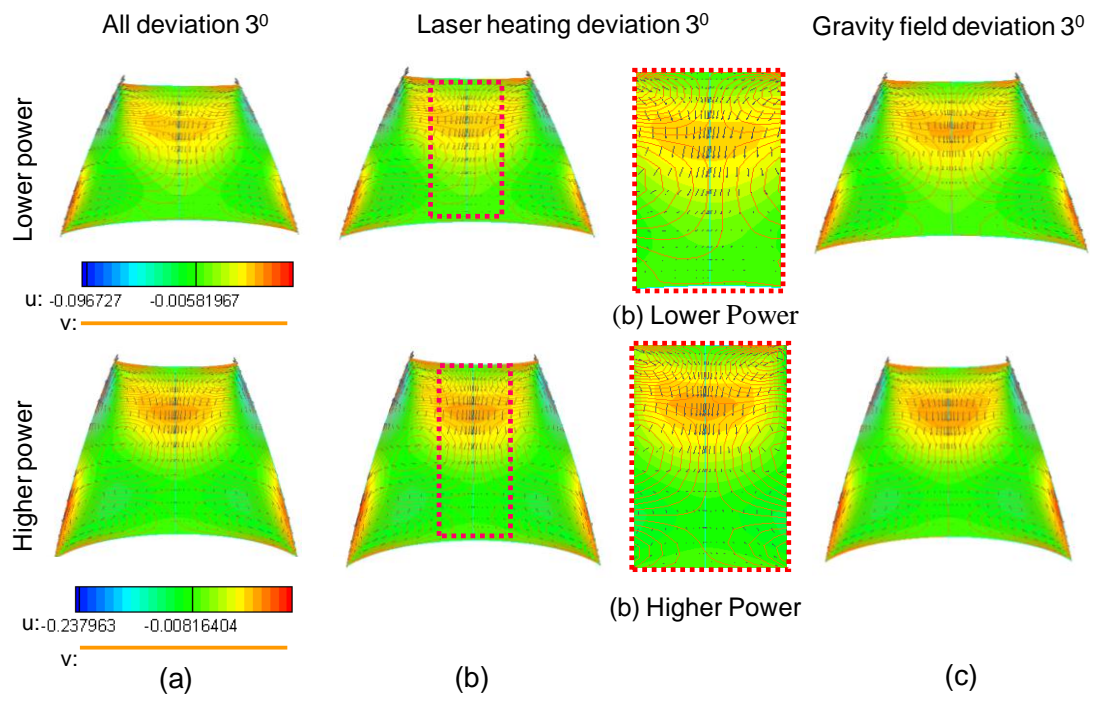 All deviation 3⁰
Laser heating deviation 3⁰
Gravity field deviation 3⁰
Lower power
u: -0.096727 -0.00581967
v:
(b) Lower Power
Higher power
(b) Higher Power
u:-0.237963 -0.00816404
v:
(a)
(b)
(c)